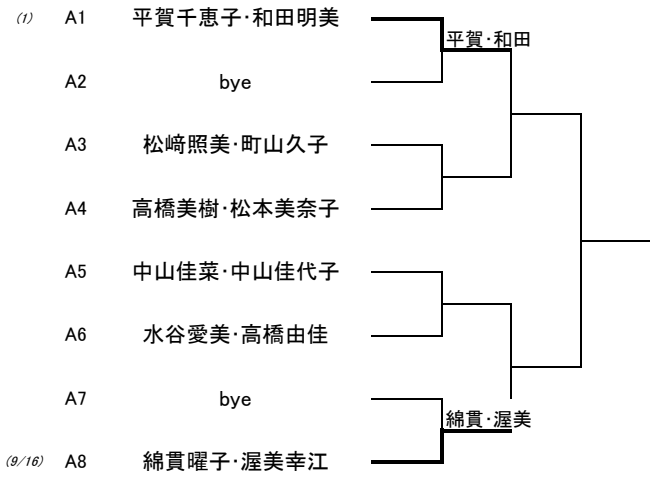 (1) A1 平賀千恵子・和田明美
平賀・和田
A2 bye
A3 松﨑照美・町山久子
A4 高橋美樹・松本美奈子
A5 中山佳菜・中山佳代子
A6 水谷愛美・高橋由佳
A7 bye
綿貫・渥美
(9/16) A8 綿貫曜子・渥美幸江